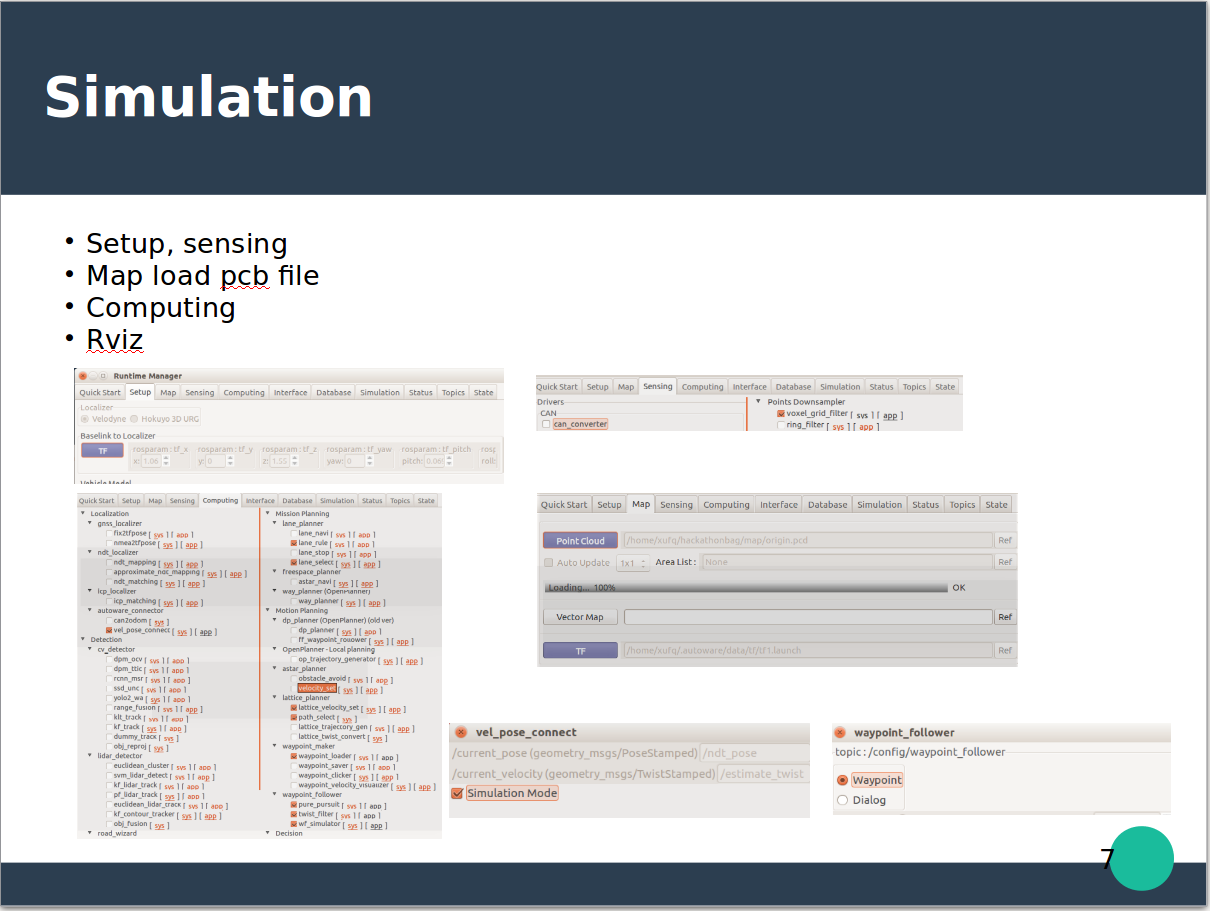 Simulation
• Setup, sensing
• Map load pcb file
• Computing
• Rviz
Runtime Manager
Quick Start Setup Map Sensing Computing Interface Database Simulation Status Topics State
Localizer
Velodyne Hokuyo 3D URG
Baselink to Localizer
TF
rosparam : tf_x rosparam : tf_y rosparam : tf_z rosparam : tf_yaw rosparam : tf_pitch
x: 1.06 y: 0 z: 1.55 yaw: 0 pitch: roll:
Quick Start Setup Map Sensing Computing Interface Database Simulation Status Topics State
Drivers
CAN
can_converter
Points Downsampler
voxel_grid_filter [ sys ] [ app ]
ring_filter [ sys ] [ app ]
Quick Start Setup Map Sensing Computing Interface Database Simulation Status Topics State
Localization
gnss_localizer
fix2tfpose [ sys ] [ app ]
nmea2tfpose [ sys ] [ app ]
ndt_localizer
ndt_mapping [ sys ] [ app ]
approximate_ndt_mapping [ sys ] [ app ]
ndt_matching [ sys ] [ app ]
icp_localizer
icp_matching [ sys ] [ app ]
autoware_connector
can2odom [ sys ] [ app ]
vel_pose_connect [ sys ] [ app ]
Detection
cv_detector
dpm_ocv [ sys ] [ app ]
dpm_ttic [ sys ] [ app ]
rcnn_msr [ sys ] [ app ]
ssd_unc [ sys ] [ app ]
yolo2_wa [ sys ] [ app ]
range_fusion [ sys ] [ app ]
klt_track [ sys ] [ app ]
kf_track [ sys ] [ app ]
dummy_track [ sys ]
obj_reproj [ sys ]
lidar_detector
euclidean_cluster [ sys ] [ app ]
svm_lidar_detect [ sys ] [ app ]
kf_lidar_track [ sys ] [ app ]
pf_lidar_track [ sys ] [ app ]
euclidean_lidar_track [ sys ] [ app ]
kf_contour_tracker [ sys ] [ app ]
obj_fusion [ sys ]
road_wizard
Mission Planning
lane_planner
lane_navi [ sys ] [ app ]
lane_rule [ sys ] [ app ]
lane_stop [ sys ] [ app ]
lane_select [ sys ] [ app ]
freespace_planner
astar_navi [ sys ] [ app ]
way_planner (OpenPlanner)
way_planner [ sys ] [ app ]
Motion Planning
dp_planner (OpenPlanner) (old ver)
dp_planner [ sys ] [ app ]
ff_waypoint_follower [ sys ] [ app ]
OpenPlanner - Local planning
op_trajectory_generator [ sys ] [ app ]
astar_planner
obstacle_avoid [ sys ] [ app ]
velocity_set [ sys ] [ app ]
lattice_planner
lattice_velocity_set [ sys ] [ app ]
path_select [ sys ] [ app ]
lattice_trajectory_gen [ sys ] [ app ]
lattice_twist_convert [ sys ] [ app ]
waypoint_maker
waypoint_loader [ sys ] [ app ]
waypoint_saver [ sys ] [ app ]
waypoint_clicker [ sys ] [ app ]
waypoint_velocity_visualizer [ sys ] [ app ]
waypoint_follower
pure_pursuit [ sys ] [ app ]
twist_filter [ sys ] [ app ]
wf_simulator [ sys ] [ app ]
Decision
Quick Start Setup Map Sensing Computing Interface Database Simulation Status Topics State
Point Cloud /home/xufq/hackathonbag/map/origin.pcd Ref
Auto Update 1x1 Area List : None Ref
Loading... 100% OK
Vector Map Ref
TF /home/xufq/.autoware/data/tf/tf1.launch Ref
vel_pose_connect
/current_pose (geometry_msgs/PoseStamped) /ndt_pose
/current_velocity (geometry_msgs/TwistStamped) /estimate_twist
Simulation Mode
waypoint_follower
topic : /config/waypoint_follower
Waypoint
Dialog
7